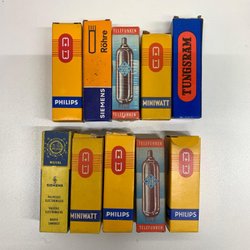 PHILIPS
Röhre
SIEMENS
TELEFUNKEN
MINIWATT
TUNGSRAM
SIEMENS
MINIWATT
PHILIPS
TELEFUNKEN
PHILIPS